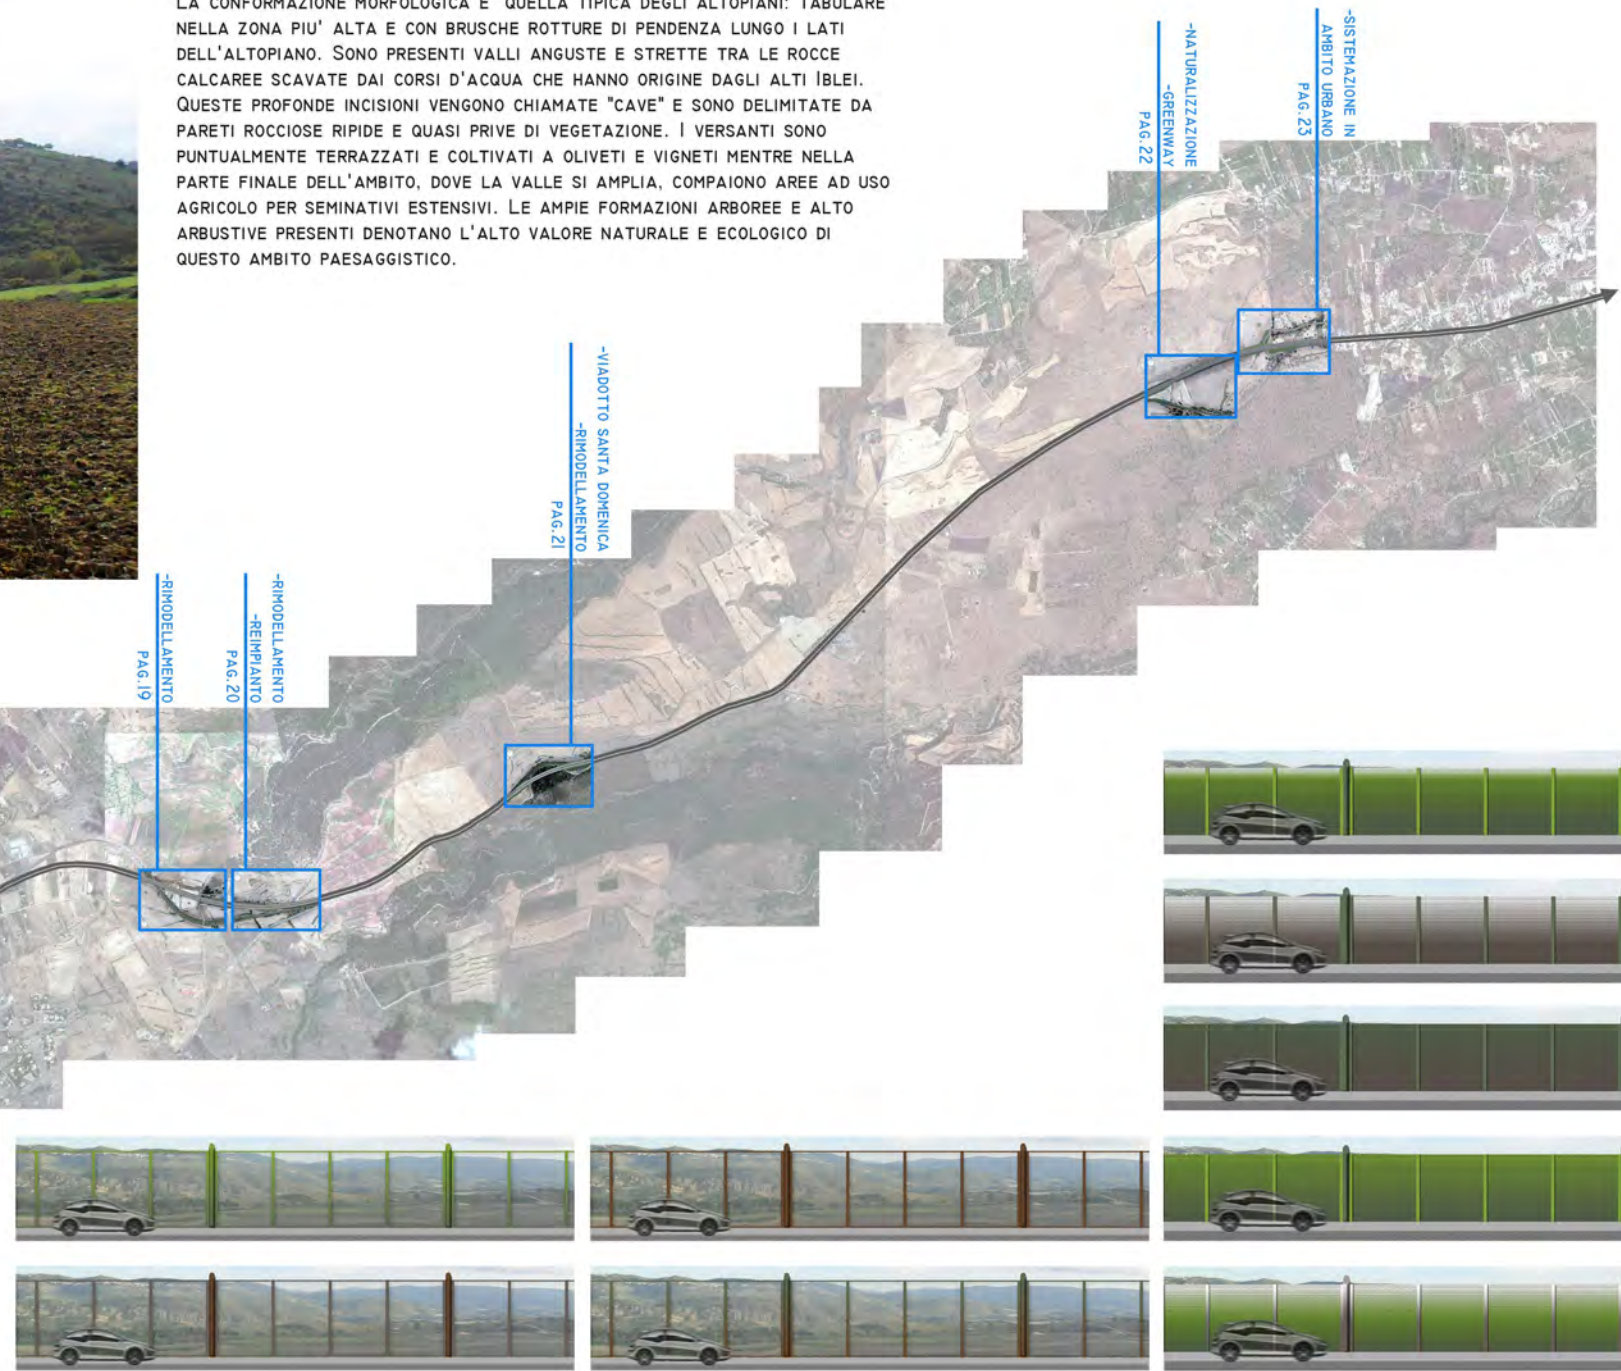 LA CONFORMAZIONE MORFOLOGICA E' QUELLA TIPICA DEGLI ALTOPIANI: TABULARE
NELLA ZONA PIU' ALTA E CON BRUSCHE ROTTURE DI PENDENZA LUNGO I LATI
DELL'ALTOPIANO. SONO PRESENTI VALLI ANGUSTE E STRETTE TRA LE ROCCE
CALCAREE SCAVATE DAI CORSI D'ACQUA CHE HANNO ORIGINE DAGLI ALTI IBLEI.
QUESTE PROFONDE INCISIONI VENGONO CHIAMATE "CAVE" E SONO DELIMITATE DA
PARETI ROCCIOSE RIPIDE E QUASI PRIVE DI VEGETAZIONE. I VERSANTI SONO
PUNTUALMENTE TERRAZZATI E COLTIVATI A OLIVETI E VIGNETI MENTRE NELLA
PARTE FINALE DELL'AMBITO, DOVE LA VALLE SI AMPLIA, COMPAIONO AREE AD USO
AGRICOLO PER SEMINATIVI ESTENSIVI. LE AMPIE FORMAZIONI ARBOREE E ALTO
ARBUSTIVE PRESENTI DENOTANO L'ALTO VALORE NATURALE E ECOLOGICO DI
QUESTO AMBITO PAESAGGISTICO.
-RIMODELLAMENTO
PAG.19
-RIMODELLAMENTO
-REIMPIANTO
PAG.20
-VIADOTTO SANTA DOMENICA
-RIMODELLAMENTO
PAG.21
-NATURALIZZAZIONE
-GREENWAY
PAG.22
-SISTEMAZIONE IN
AMBITO URBANO
PAG.23